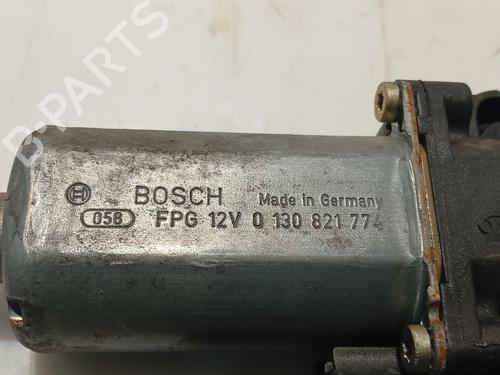 BOSCH Made in Germany
058 FPG 12V 0 130 821 774
B-PARTS